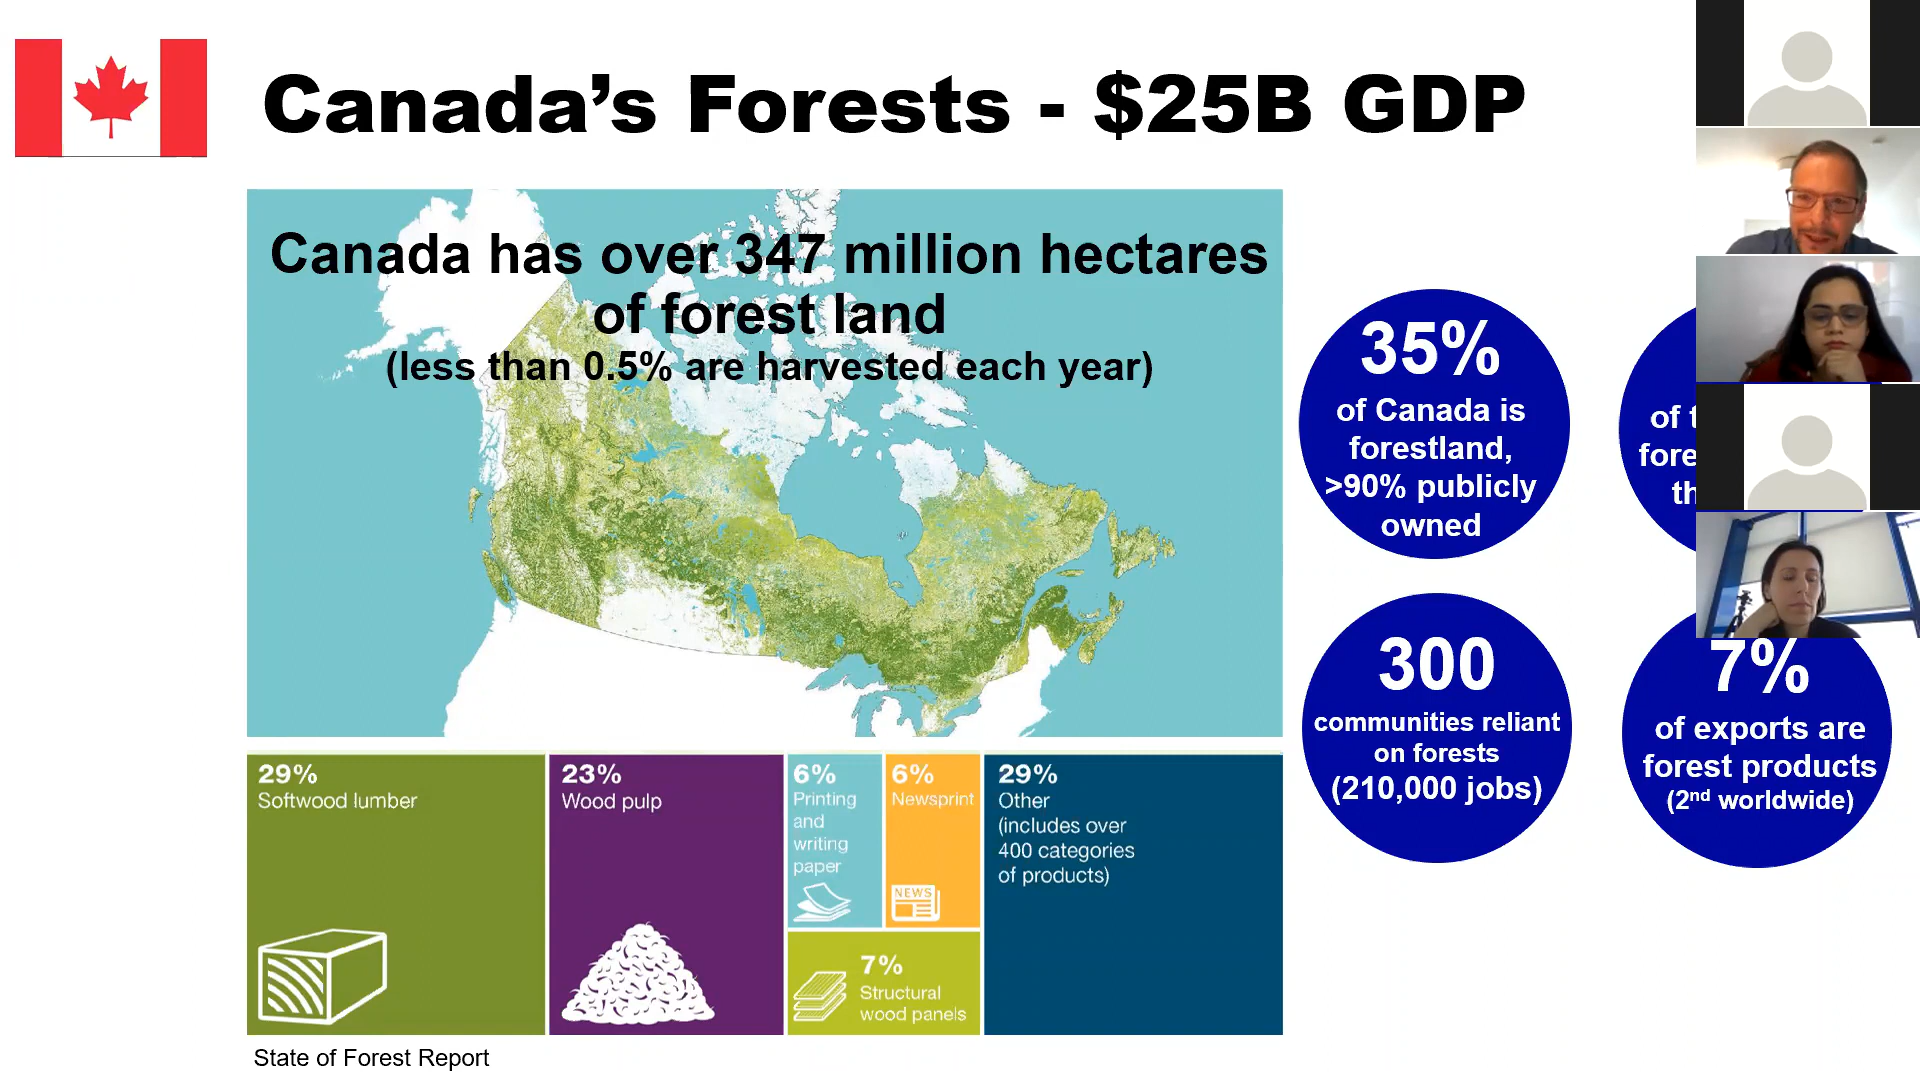 Canada’s Forests - $25B GDP
Canada has over 347 million hectares
of forest land
(less than 0.5% are harvested each year)
35%
of Canada is
forestland,
>90% publicly
owned
of
300
communities reliant
on forests
(210,000 jobs)
7%
of exports are
forest products
(2nd worldwide)
29%
Softwood lumber
23%
Wood pulp
6%
Printing
and
writing
paper
6%
Newsprint
NEWS
7%
Structural
wood panels
29%
Other
(includes over
400 categories
of products)
State of Forest Report